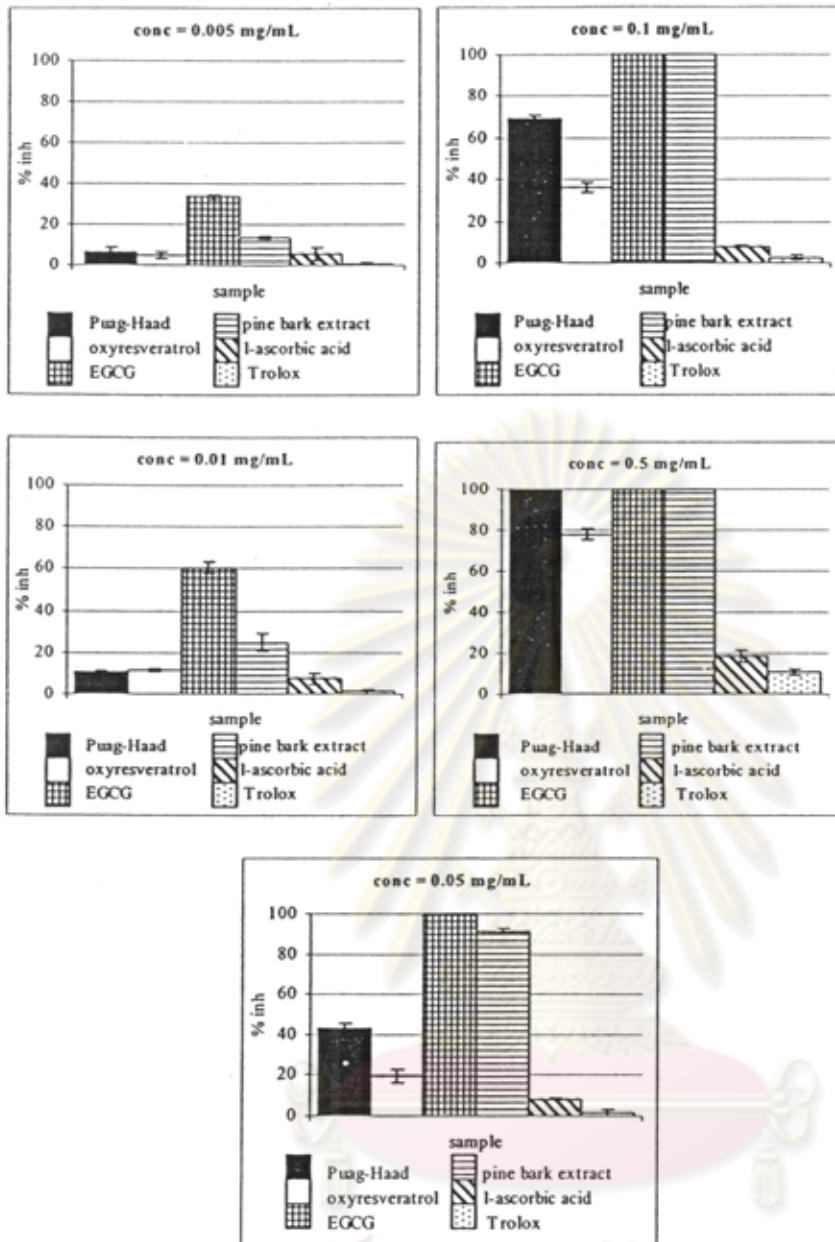 conc = 0.005 mg/mL
100
80
60
40
20
0
% inh
sample
Puag-Haad
pine bark extract
oxyresveratrol
l-ascorbic acid
EGCG
Trolox
conc = 0.1 mg/mL
100
80
60
40
20
0
% inh
sample
Puag-Haad
pine bark extract
oxyresveratrol
l-ascorbic acid
EGCG
Trolox
conc = 0.01 mg/mL
100
80
60
40
20
0
% inh
sample
Puag-Haad
pine bark extract
oxyresveratrol
l-ascorbic acid
EGCG
Trolox
conc = 0.5 mg/mL
100
80
60
40
20
0
% inh
sample
Puag-Haad
pine bark extract
oxyresveratrol
l-ascorbic acid
EGCG
Trolox
conc = 0.05 mg/mL
100
80
60
40
20
0
% inh
sample
Puag-Haad
pine bark extract
oxyresveratrol
l-ascorbic acid
EGCG
Trolox